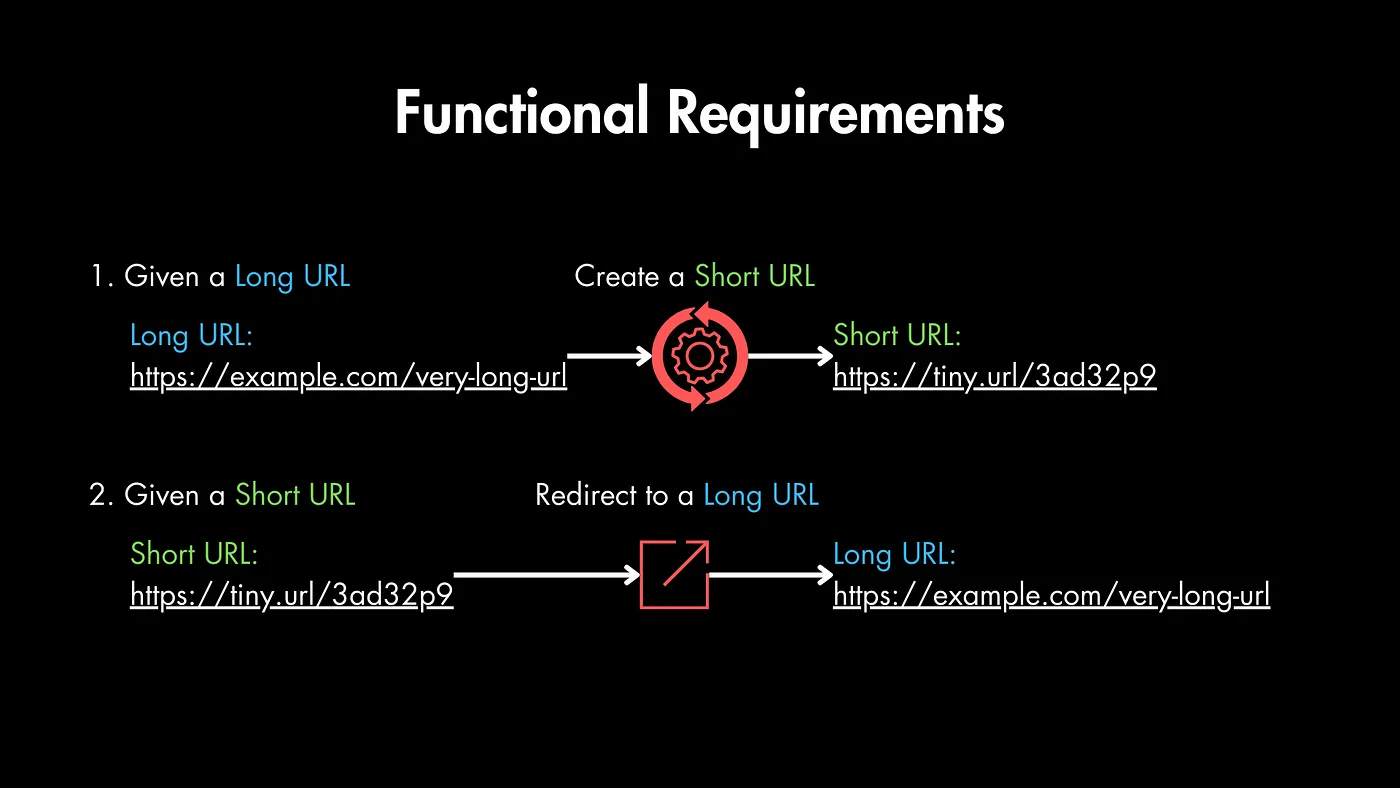 Functional Requirements
1. Given a Long URL
Create a Short URL
Long URL:
https://example.com/very-long-url
Short URL:
https://tiny.url/3ad32p9
2. Given a Short URL
Redirect to a Long URL
Short URL:
https://tiny.url/3ad32p9
Long URL:
https://example.com/very-long-url